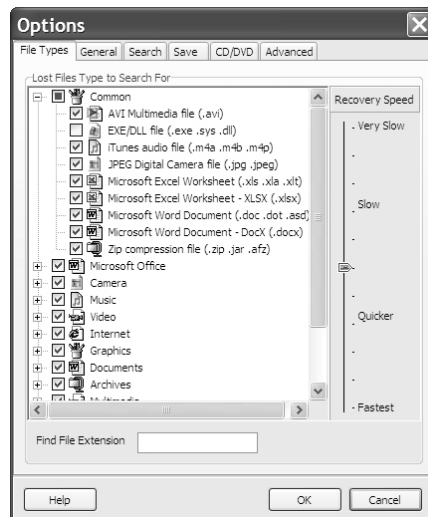 Options
File Types General Search Save CD/DVD Advanced
Lost Files Type to Search For
Common
AVI Multimedia file (.avi)
EXE/DLL file (.exe .sys .dll)
iTunes audio file (.m4a .m4b .m4p)
JPEG Digital Camera file (.jpg .jpeg)
Microsoft Excel Worksheet (.xls .xla .xlt)
Microsoft Excel Worksheet - XLSX (.xlsx)
Microsoft Word Document (.doc .dot .asd)
Microsoft Word Document - DocX (.docx)
Zip compression file (.zip .jar .afz)
Microsoft Office
Camera
Music
Video
Internet
Graphics
Documents
Archives
Multimedia
Recovery Speed
Very Slow
Slow
Quicker
Fastest
Find File Extension
Help OK Cancel